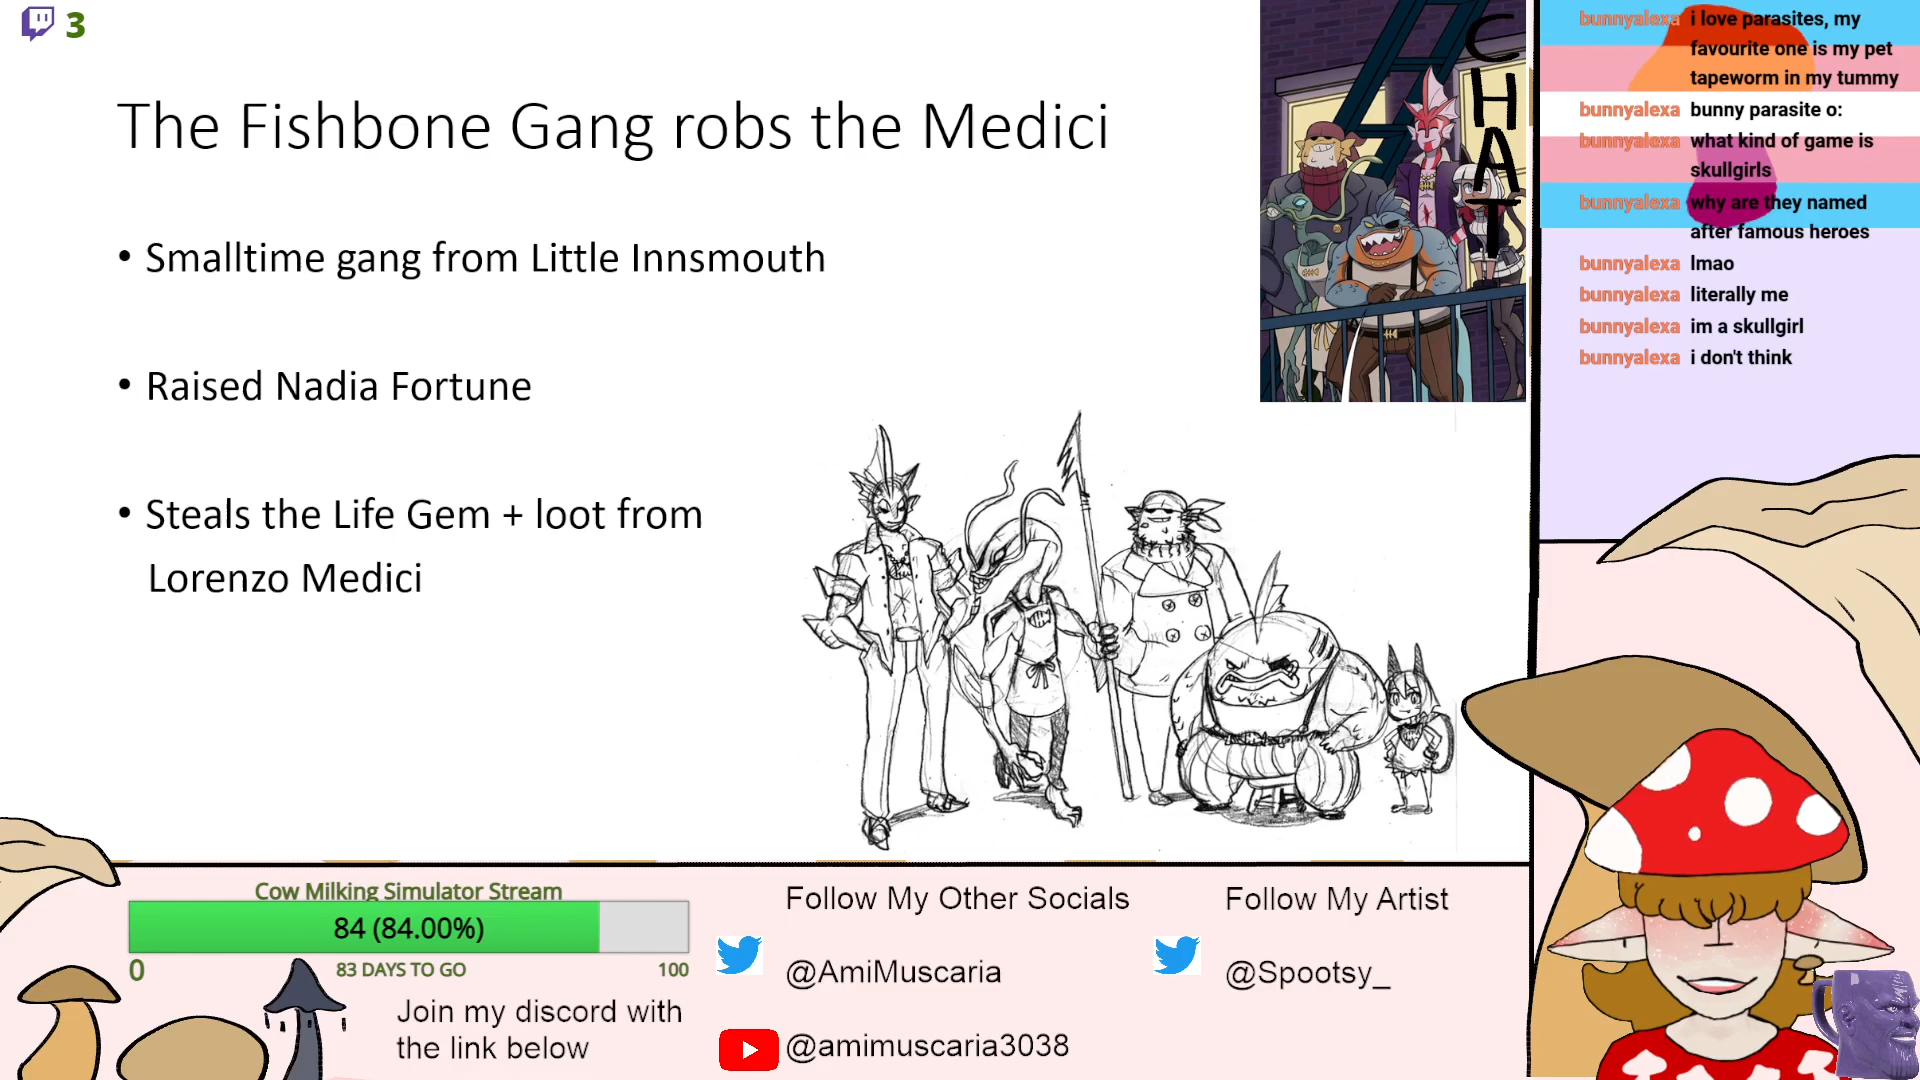 3
The Fishbone Gang robs the Medici
• Smalltime gang from Little Innsmouth
• Raised Nadia Fortune
• Steals the Life Gem + loot from
Lorenzo Medici
CHAT
bunnyalexa i love parasites, my
favourite one is my pet
tapeworm in my tummy
bunnyalexa bunny parasite o:
bunnyalexa what kind of game is
skullgirls
bunnyalexa why are they named
after famous heroes
bunnyalexa lmao
bunnyalexa literally me
bunnyalexa im a skullgirl
bunnyalexa i don't think
Cow Milking Simulator Stream
84 (84.00%)
0 83 DAYS TO GO 100
Join my discord with
the link below
Follow My Other Socials
@AmiMuscaria
@amimuscaria3038
Follow My Artist
@Spootsy_